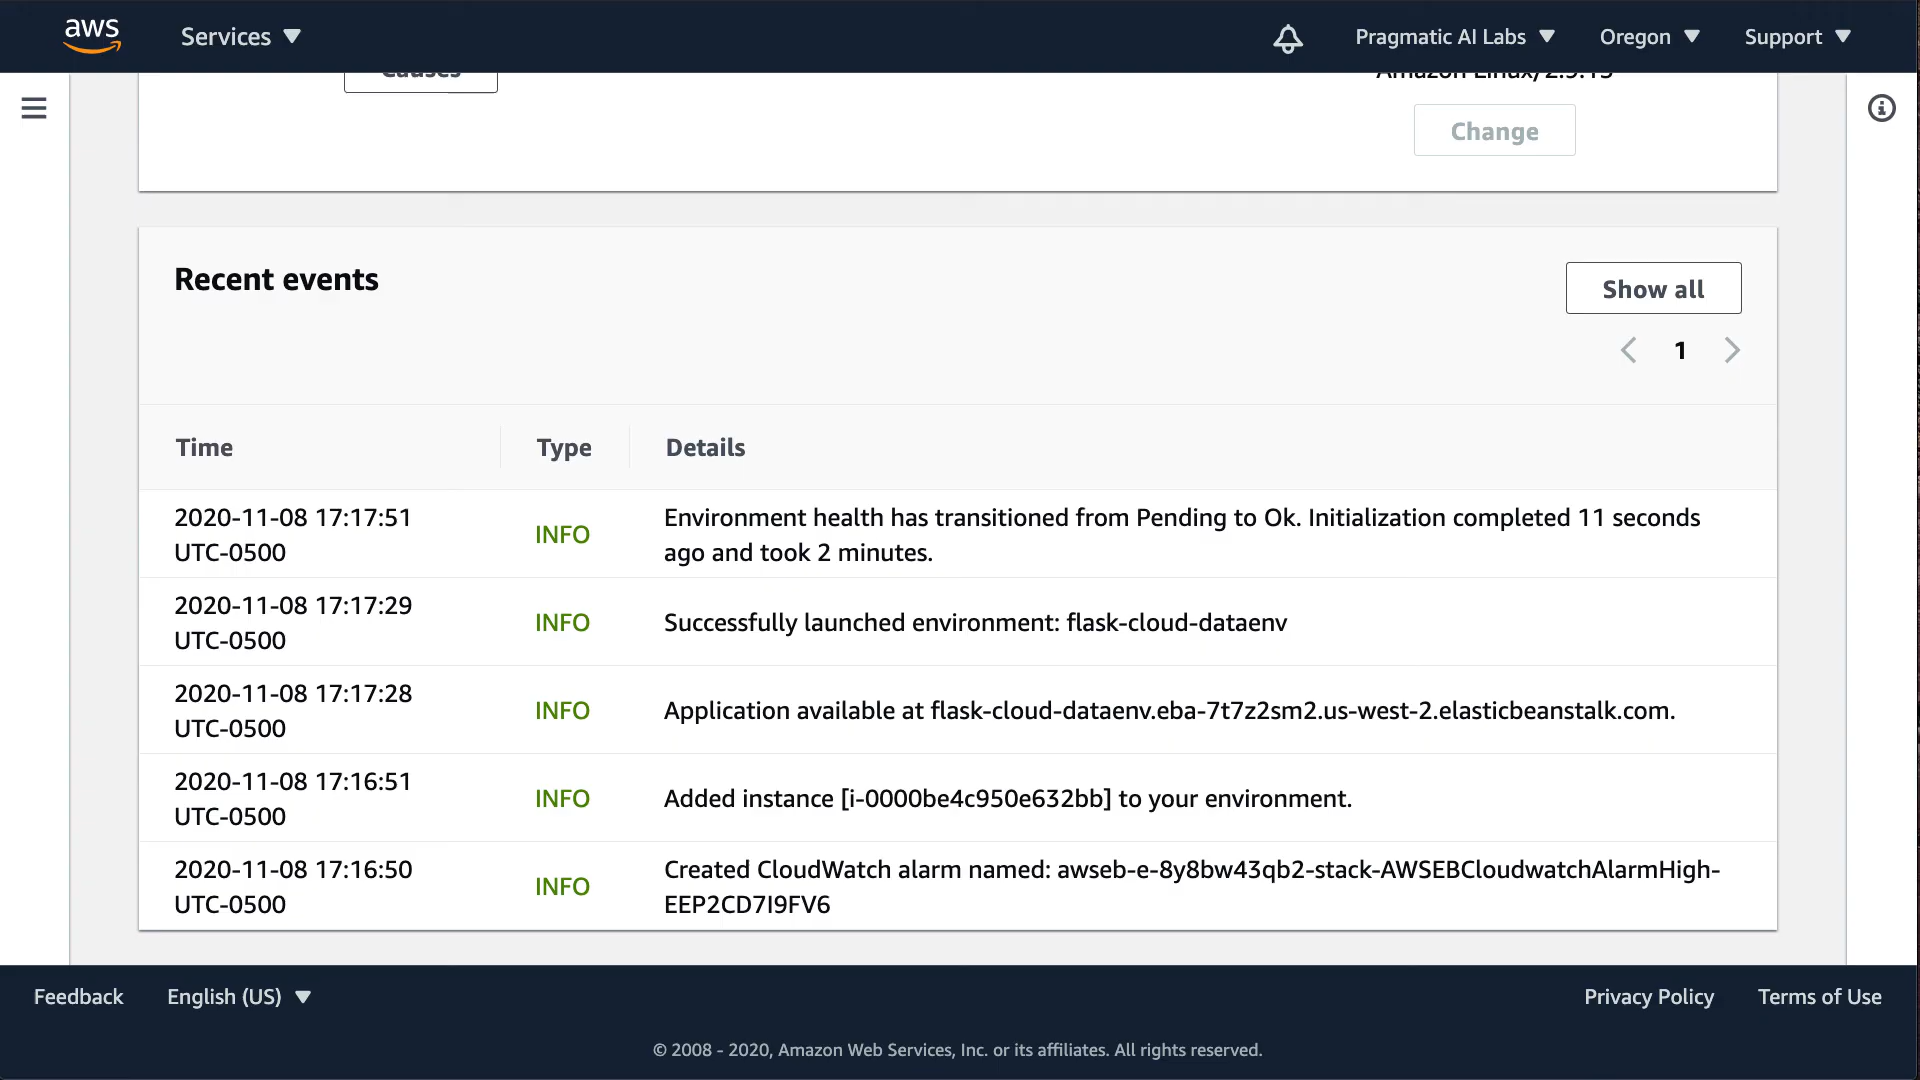 aws
Services
Pragmatic AI Labs
Oregon
Support
Causes
Amazon Linux/2.9.15
Change
Recent events
Show all
1
Time Type Details
2020-11-08 17:17:51
UTC-0500
INFO
Environment health has transitioned from Pending to Ok. Initialization completed 11 seconds
ago and took 2 minutes.
2020-11-08 17:17:29
UTC-0500
INFO
Successfully launched environment: flask-cloud-dataenv
2020-11-08 17:17:28
UTC-0500
INFO
Application available at flask-cloud-dataenv.eba-7t7z2sm2.us-west-2.elasticbeanstalk.com.
2020-11-08 17:16:51
UTC-0500
INFO
Added instance [i-0000be4c950e632bb] to your environment.
2020-11-08 17:16:50
UTC-0500
INFO
Created CloudWatch alarm named: awseb-e-8y8bw43qb2-stack-AWSEBCloudwatchAlarmHigh-
EEP2CD7I9FV6
Feedback
English (US)
Privacy Policy
Terms of Use
© 2008 - 2020, Amazon Web Services, Inc. or its affiliates. All rights reserved.